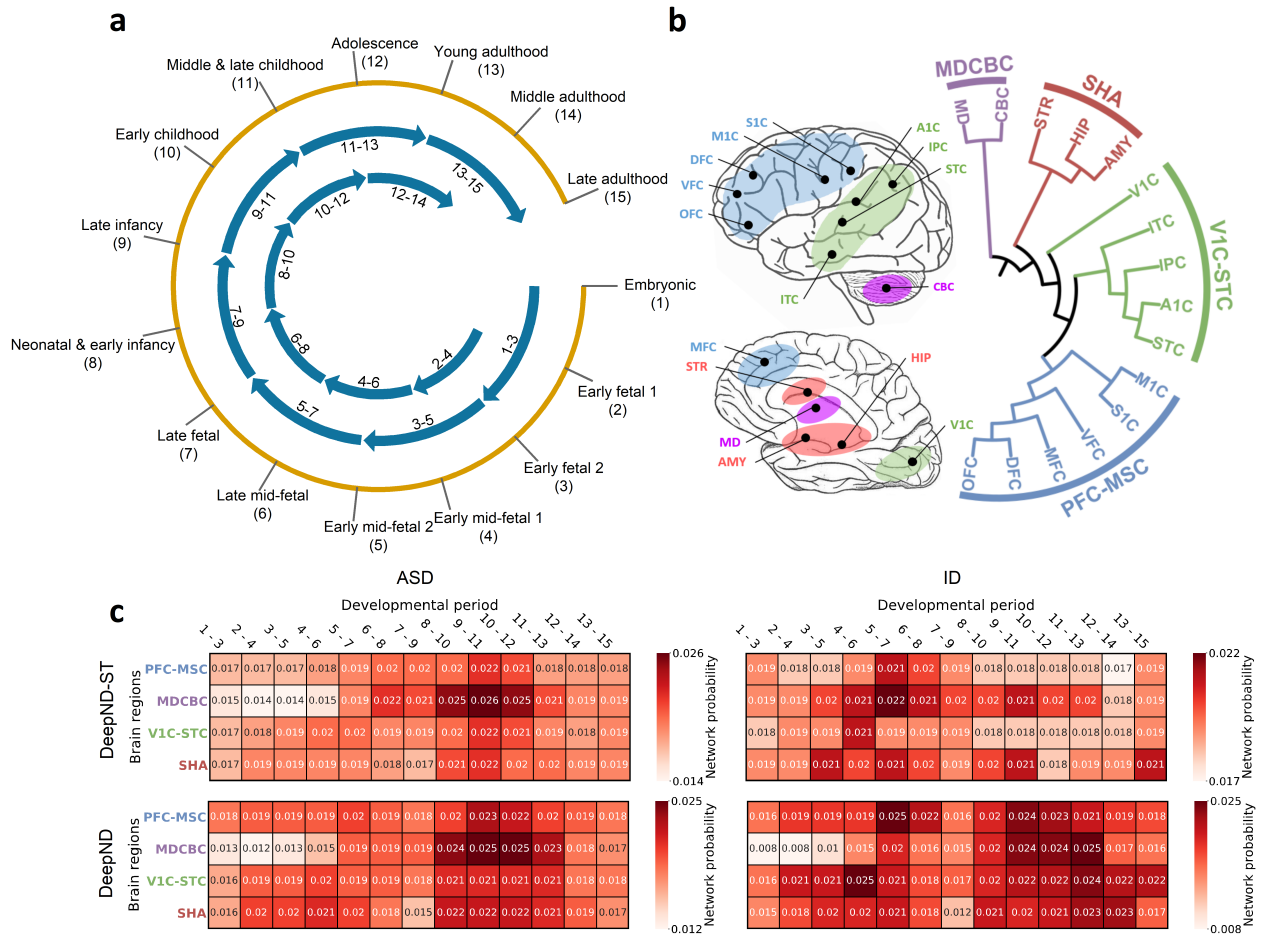 a
Adolescence
(12)
Young adulthood
(13)
Middle & late childhood
(11)
Middle adulthood
(14)
Early childhood
(10)
Late adulthood
(15)
Late infancy
(9)
Embryonic
(1)
Neonatal & early infancy
(8)
Early fetal 1
(2)
Late fetal
(7)
Early fetal 2
(3)
Late mid-fetal
(6)
Early mid-fetal 2
(5)
Early mid-fetal 1
(4)
11-13
13-15
9-11
10-12
12-14
8-10
7-9
6-8
1-3
2-4
4-6
5-7
3-5
b
S1C
M1C
DFC
VFC
OFC
A1C
IPC
STC
ITC
CBC
MFC
STR
HIP
MD
AMY
V1C
MDCBC
MD
CBC
SHA
STR
HIP
AMY
V1C-STC
V1C
ITC
IPC
A1C
STC
M1C
S1C
VFC
MFC
DFC
OFC
PFC-MSC
c
ASD
Developmental period
1 - 3 2 - 4 3 - 5 4 - 6 5 - 7 6 - 8 7 - 9 8 - 10 9 - 11 10 - 12 11 - 13 12 - 14 13 - 15
DeepND-ST
Brain regions
PFC-MSC 0.017 0.017 0.017 0.018 0.019 0.02 0.02 0.02 0.022 0.021 0.018 0.018 0.018
MDCBC 0.015 0.014 0.014 0.015 0.019 0.022 0.021 0.025 0.026 0.025 0.021 0.019 0.019
V1C-STC 0.017 0.018 0.019 0.02 0.02 0.019 0.019 0.02 0.022 0.021 0.019 0.018 0.019
SHA 0.017 0.019 0.019 0.019 0.019 0.018 0.017 0.021 0.022 0.02 0.02 0.019 0.019
0.026
0.014
Network probability
DeepND
Brain regions
PFC-MSC 0.018 0.019 0.019 0.019 0.02 0.019 0.018 0.02 0.023 0.022 0.02 0.019 0.018
MDCBC 0.013 0.012 0.013 0.015 0.019 0.019 0.019 0.024 0.025 0.025 0.023 0.018 0.017
V1C-STC 0.016 0.019 0.019 0.02 0.019 0.019 0.018 0.021 0.021 0.021 0.021 0.018 0.018
SHA 0.016 0.02 0.02 0.021 0.02 0.018 0.015 0.022 0.022 0.022 0.021 0.019 0.017
0.025
0.012
Network probability
ID
Developmental period
1 - 3 2 - 4 3 - 5 4 - 6 5 - 7 6 - 8 7 - 9 8 - 10 9 - 11 10 - 12 11 - 13 12 - 14 13 - 15
0.019 0.018 0.018 0.019 0.021 0.02 0.019 0.018 0.018 0.018 0.018 0.017 0.019
0.019 0.019 0.02 0.021 0.022 0.021 0.02 0.02 0.021 0.02 0.02 0.018 0.019
0.018 0.019 0.019 0.021 0.019 0.019 0.019 0.018 0.018 0.018 0.018 0.018 0.019
0.019 0.019 0.021 0.02 0.021 0.02 0.019 0.02 0.021 0.018 0.019 0.019 0.021
0.022
0.017
Network probability
0.016 0.019 0.019 0.019 0.025 0.022 0.016 0.02 0.024 0.023 0.021 0.016 0.015
0.008 0.008 0.01 0.015 0.02 0.016 0.015 0.02 0.024 0.024 0.025 0.017 0.016
0.016 0.021 0.021 0.025 0.02 0.018 0.017 0.02 0.022 0.022 0.024 0.022 0.022
0.015 0.018 0.02 0.02 0.021 0.018 0.012 0.021 0.02 0.021 0.023 0.023 0.017
0.025
0.008
Network probability